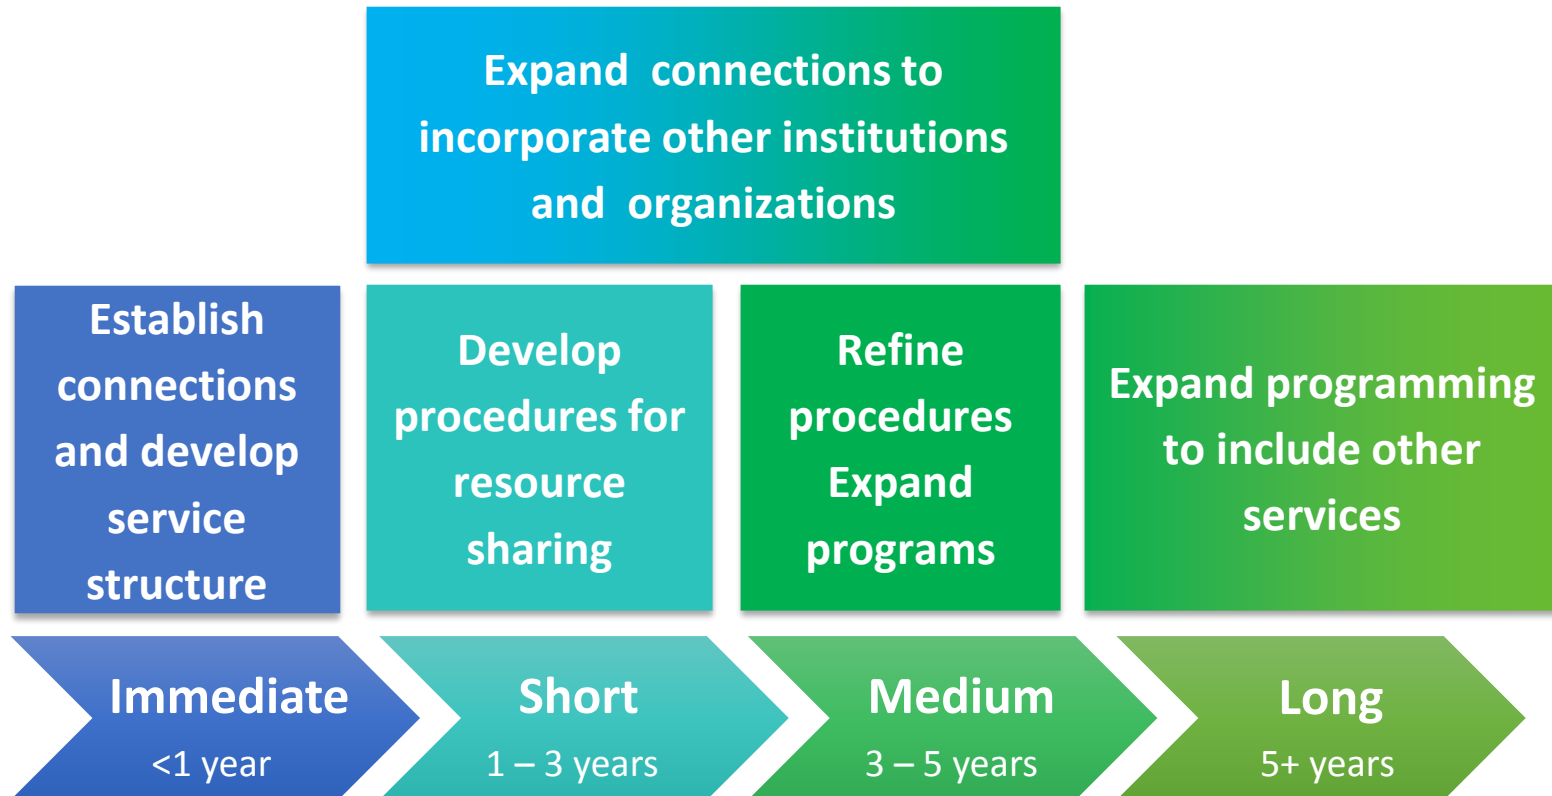 Expand  connections to
incorporate other institutions
and  organizations
Establish
connections
and develop
service
structure
Develop
procedures for
resource
sharing
Refine
procedures
Expand
programs
Expand programming
to include other
services
Immediate
<1 year
Short
1 – 3 years
Medium
3 – 5 years
Long
5+ years